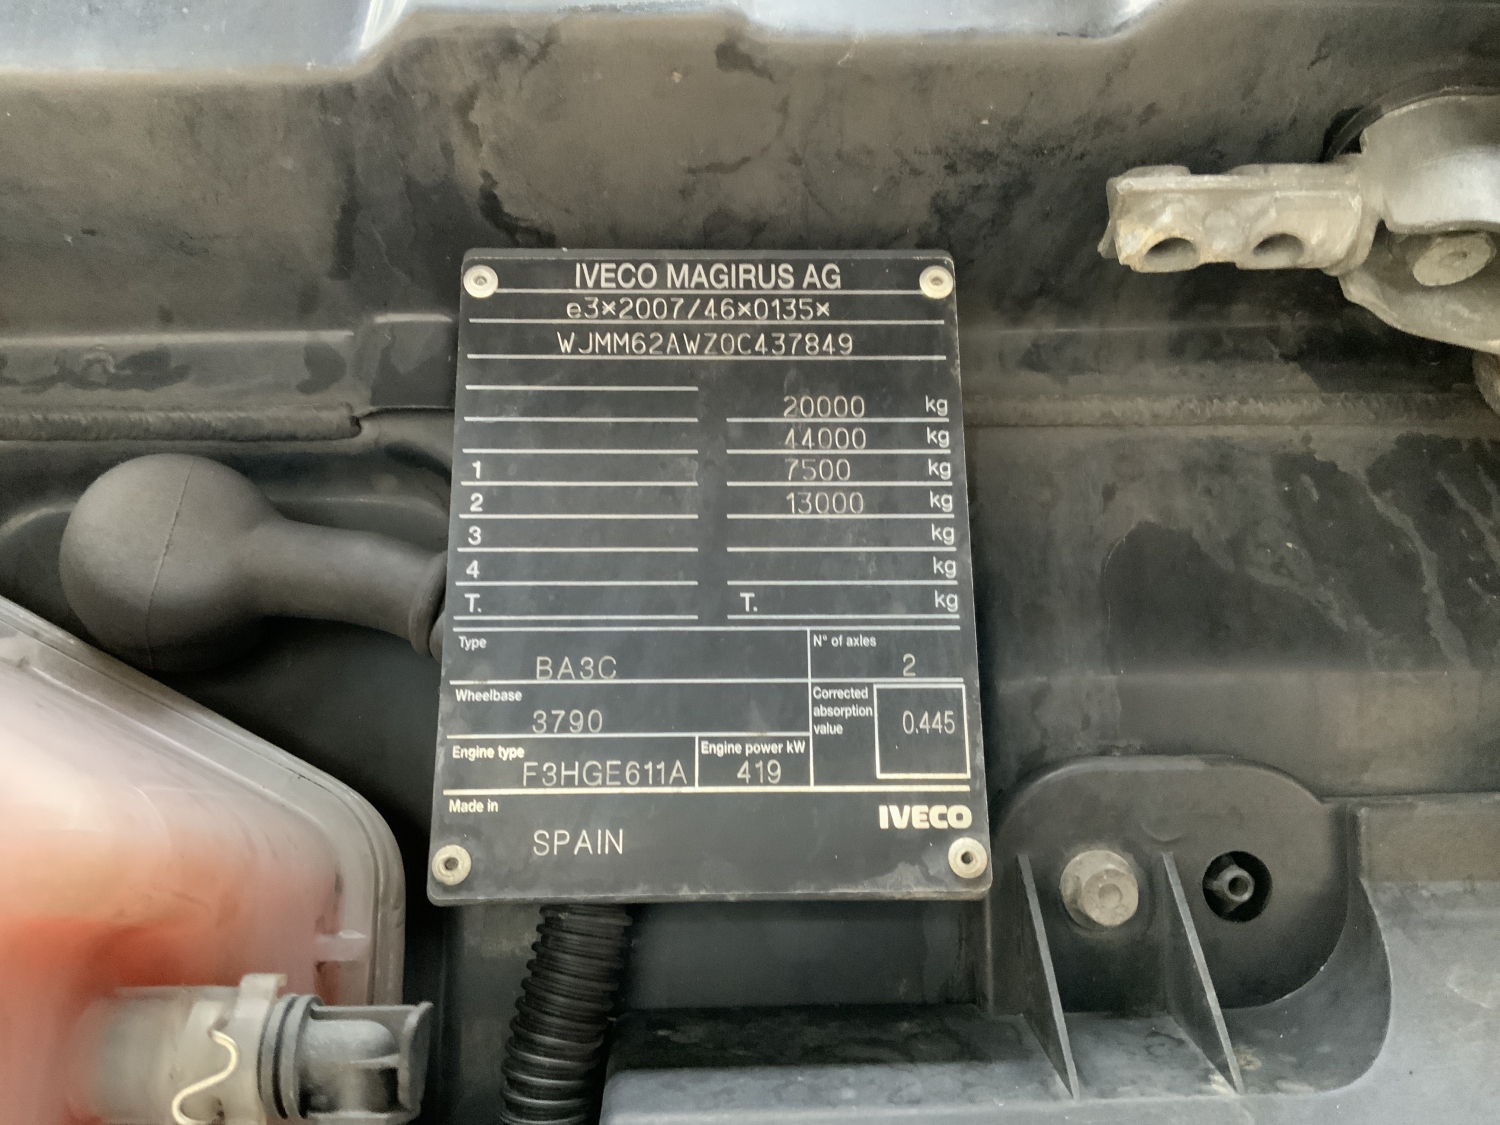 IVECO MAGIRUS AG
e3×2007/46×0135×
WJMM62AWZ0C437849
20000 kg
44000 kg
1 7500 kg
2 13000 kg
3 kg
4 kg
T. T. kg
Type BA3C
N° of axles 2
Wheelbase 3790
Corrected absorption value 0.445
Engine type F3HGE611A
Engine power kW 419
Made in SPAIN
IVECO